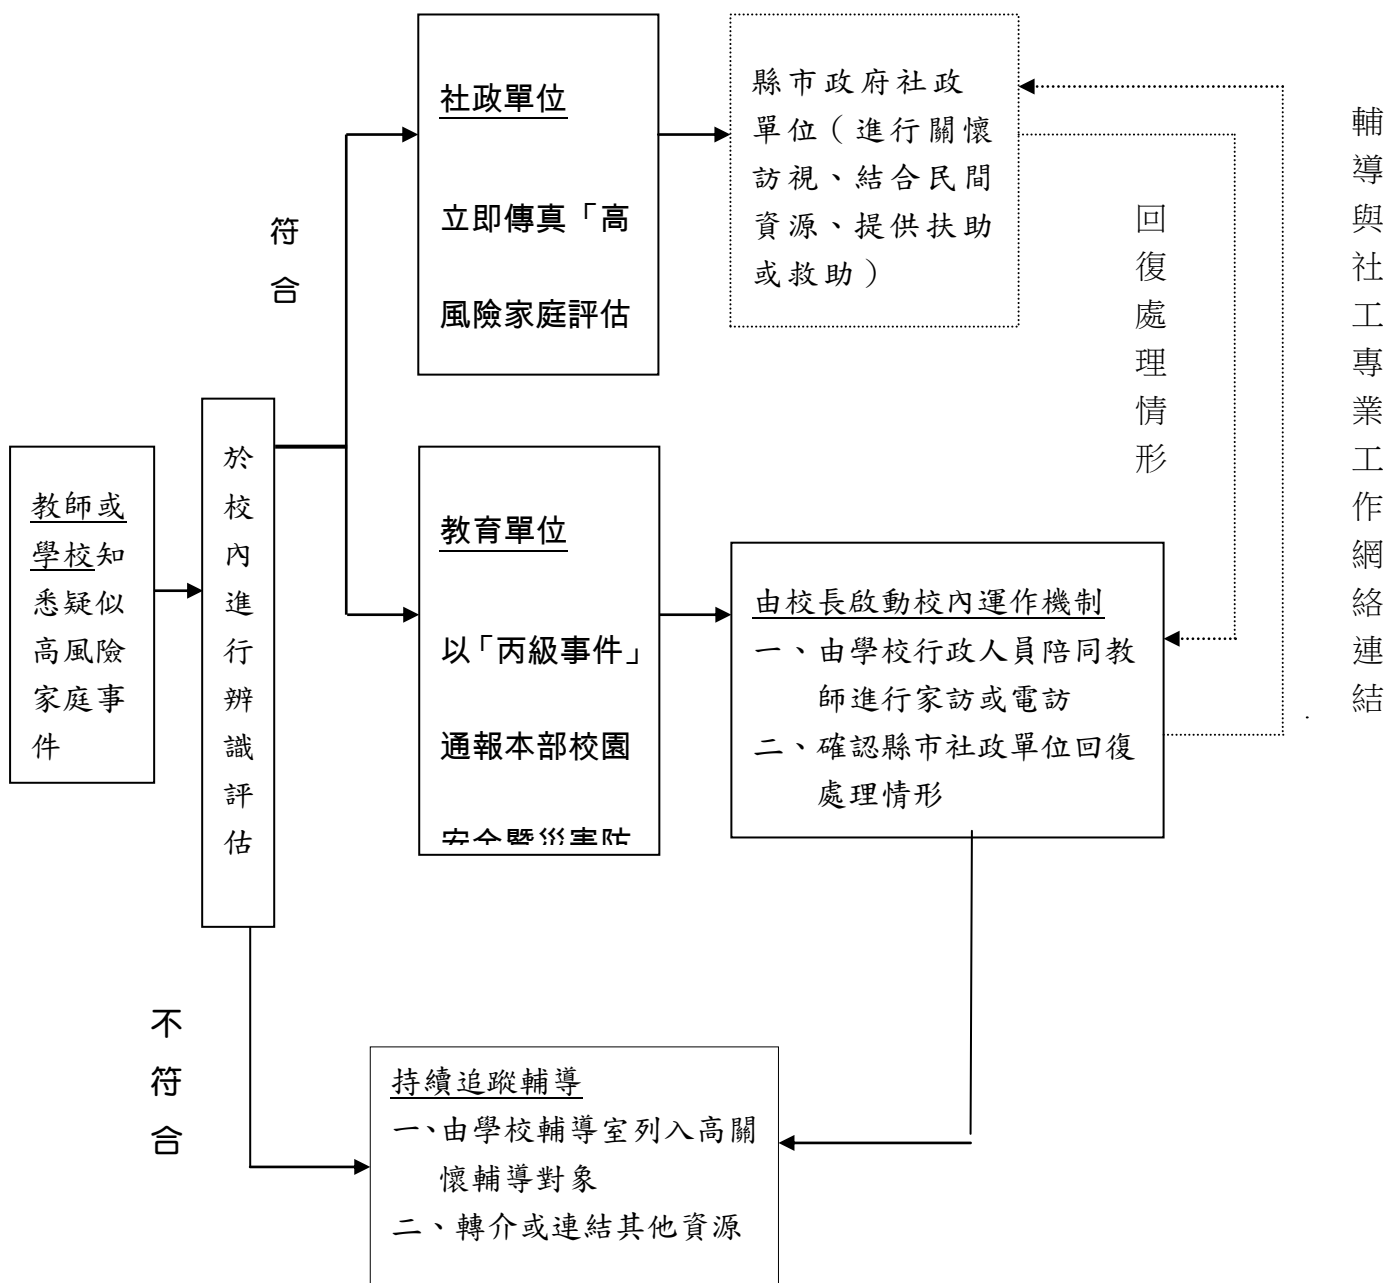 教師或
學校知
悉疑似
高風險
家庭事
件
於校內進行辨識評估
符合
社政單位
立即傳真「高
風險家庭評估
縣市政府社政
單位（進行關懷
訪視、結合民間
資源、提供扶助
或救助）
回復處理情形
輔導與社工專業工作網絡連結
教育單位
以「丙級事件」
通報本部校園
安全暨災害防
由校長啟動校內運作機制
一、由學校行政人員陪同教
師進行家訪或電訪
二、確認縣市社政單位回復
處理情形
不符合
持續追蹤輔導
一、由學校輔導室列入高關
懷輔導對象
二、轉介或連結其他資源